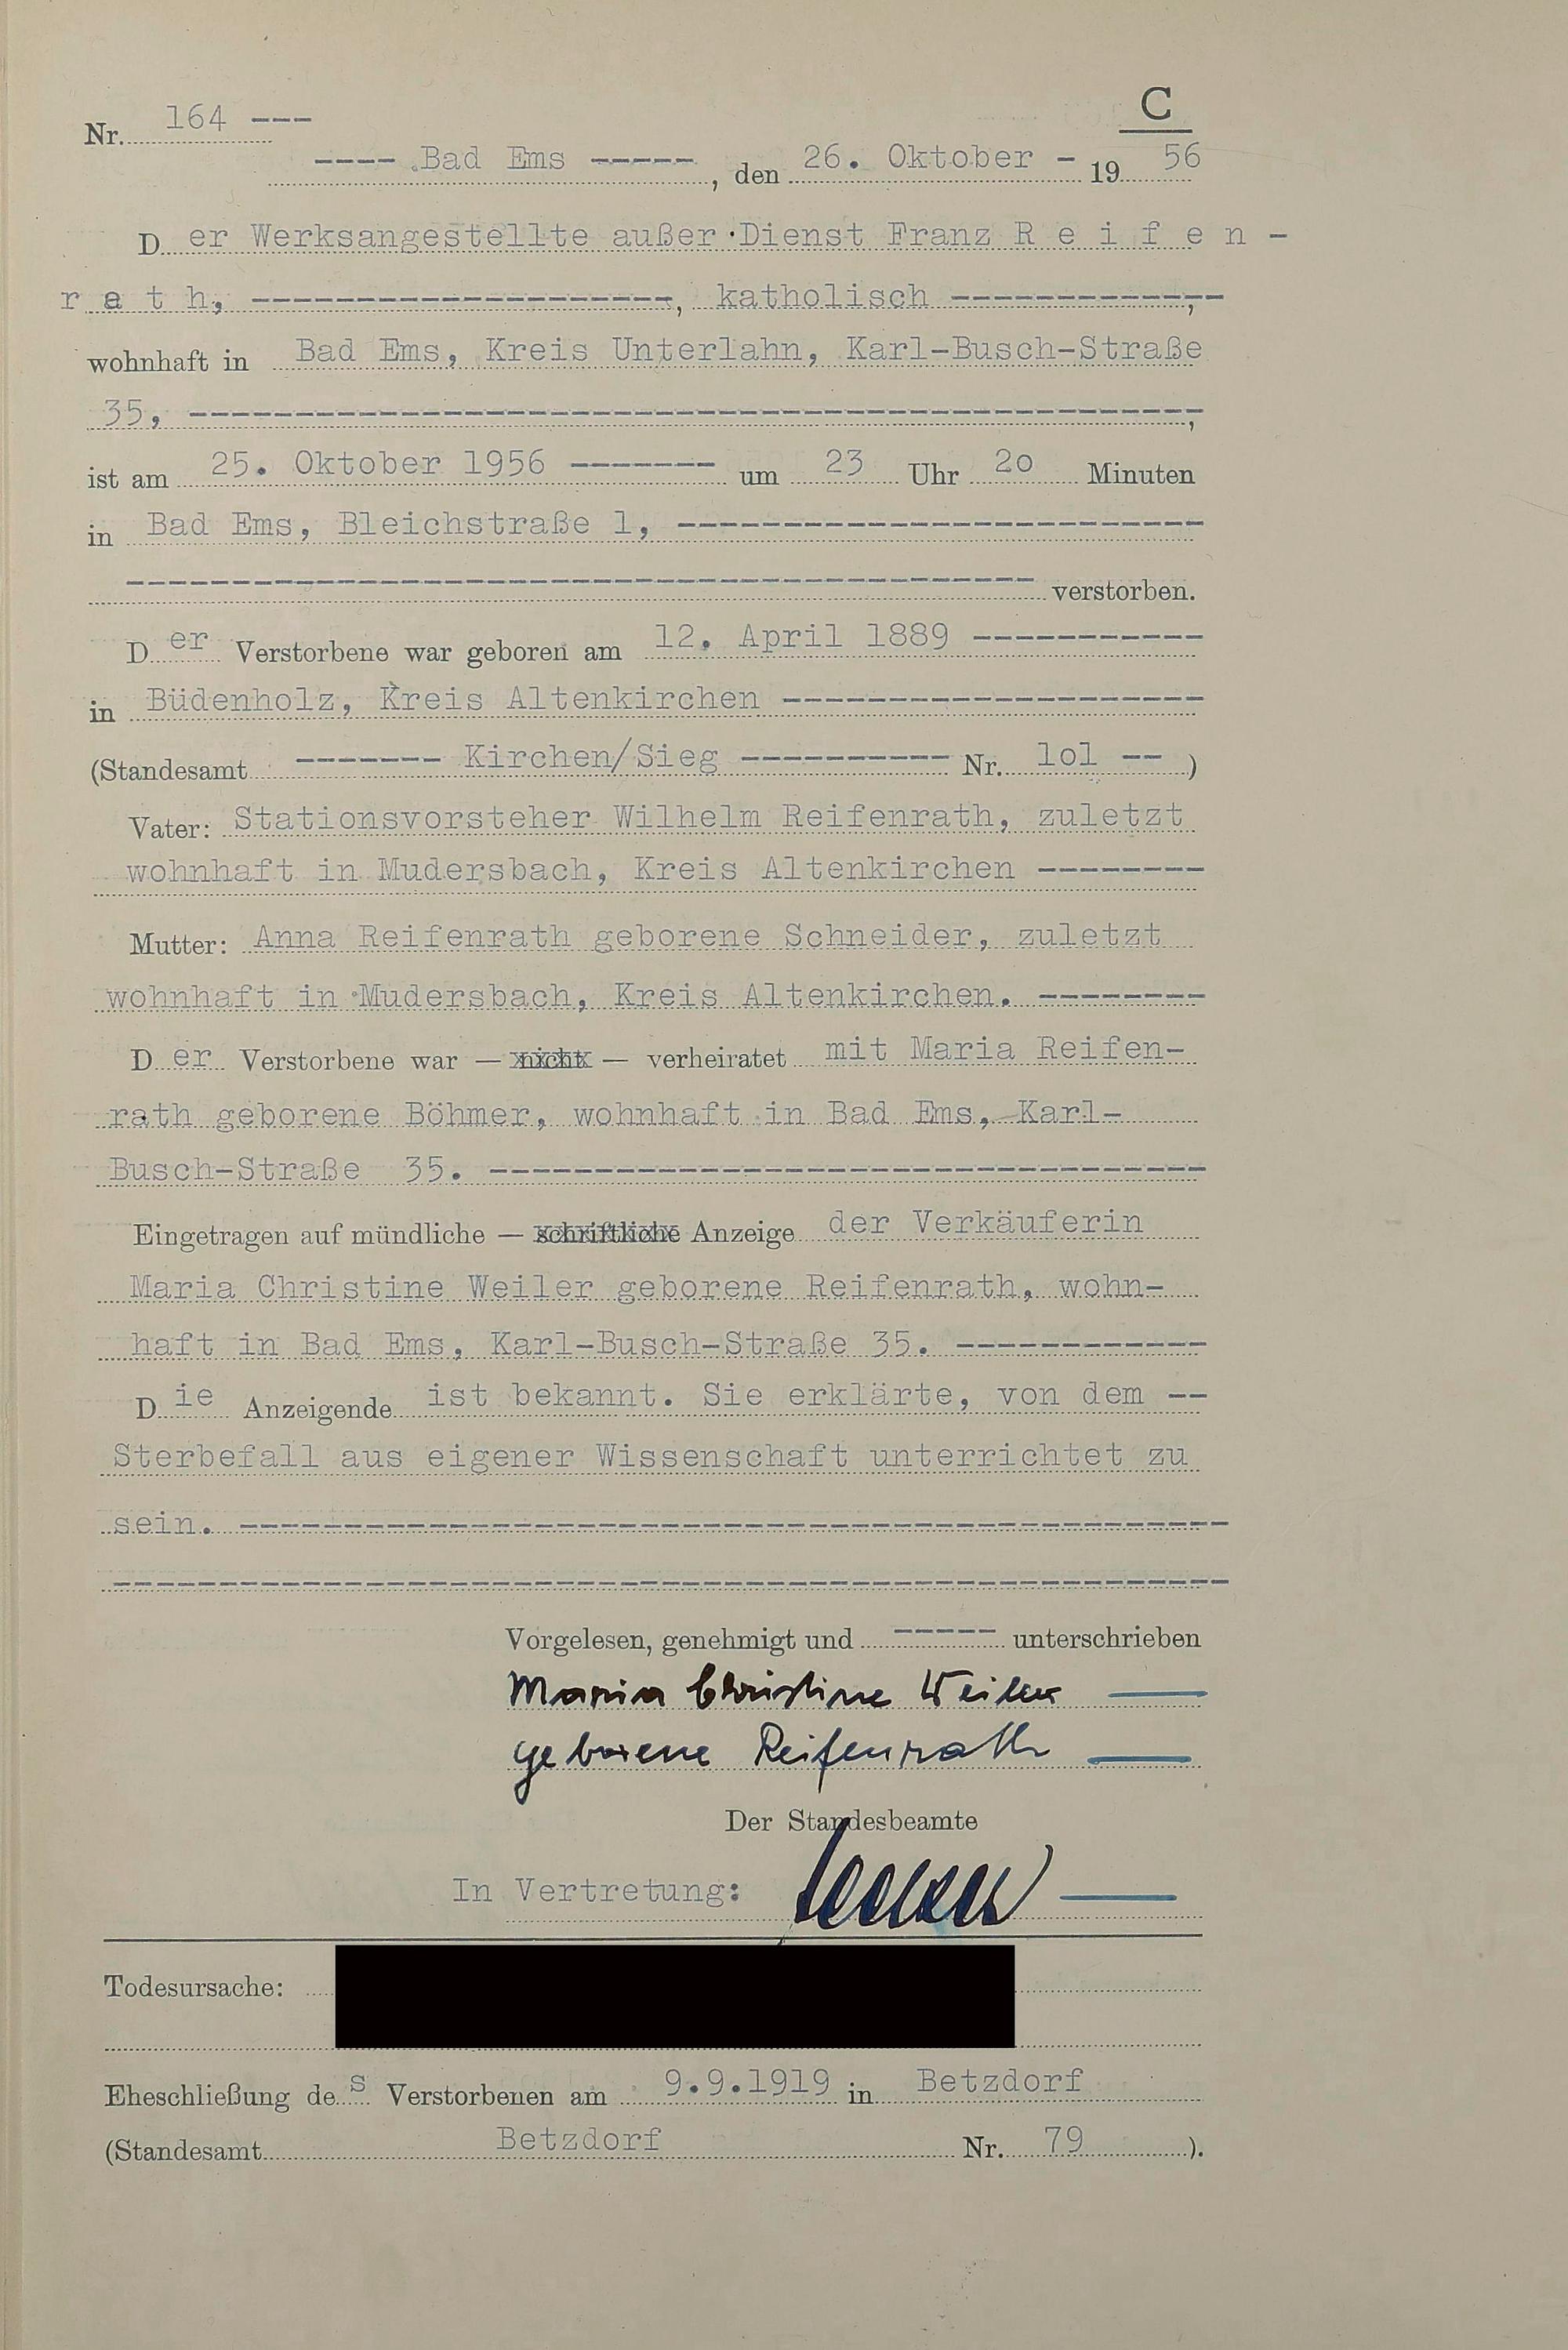 C
Nr. 164 ---
---- Bad Ems -----, den 26. Oktober - 19 56
Der Werksangestellte außer Dienst Franz R e i f e n -
r a t h, --------------------, katholisch ------------,-
wohnhaft in Bad Ems, Kreis Unterlahn, Karl-Busch-Straße
35, ------------------------------------------------,
ist am 25. Oktober 1956 ------- um 23 Uhr 2o Minuten
in Bad Ems, Bleichstraße 1, -------------------------
------------------------------------------- verstorben.
Der Verstorbene war geboren am 12. April 1889 -----------
in Büdenholz, Kreis Altenkirchen --------------------
(Standesamt ------- Kirchen/Sieg ---------- Nr. lol -- )
Vater: Stationsvorsteher Wilhelm Reifenrath, zuletzt
wohnhaft in Mudersbach, Kreis Altenkirchen --------
Mutter: Anna Reifenrath geborene Schneider, zuletzt
wohnhaft in Mudersbach, Kreis Altenkirchen. --------
Der Verstorbene war — nicht — verheiratet mit Maria Reifen-
rath geborene Böhmer, wohnhaft in Bad Ems, Karl-
Busch-Straße 35. ----------------------------------
Eingetragen auf mündliche — schriftliche Anzeige der Verkäuferin
Maria Christine Weiler geborene Reifenrath, wohn-
haft in Bad Ems, Karl-Busch-Straße 35. ------------
Die Anzeigende ist bekannt. Sie erklärte, von dem --
Sterbefall aus eigener Wissenschaft unterrichtet zu
sein. -----------------------------------------------
-----------------------------------------------------
Vorgelesen, genehmigt und ----- unterschrieben
Maria Christine Weiler —
geborene Reifenrath —
Der Standesbeamte
In Vertretung:
Todesursache:
Eheschließung des Verstorbenen am 9.9.1919 in Betzdorf
(Standesamt Betzdorf Nr. 79 ).